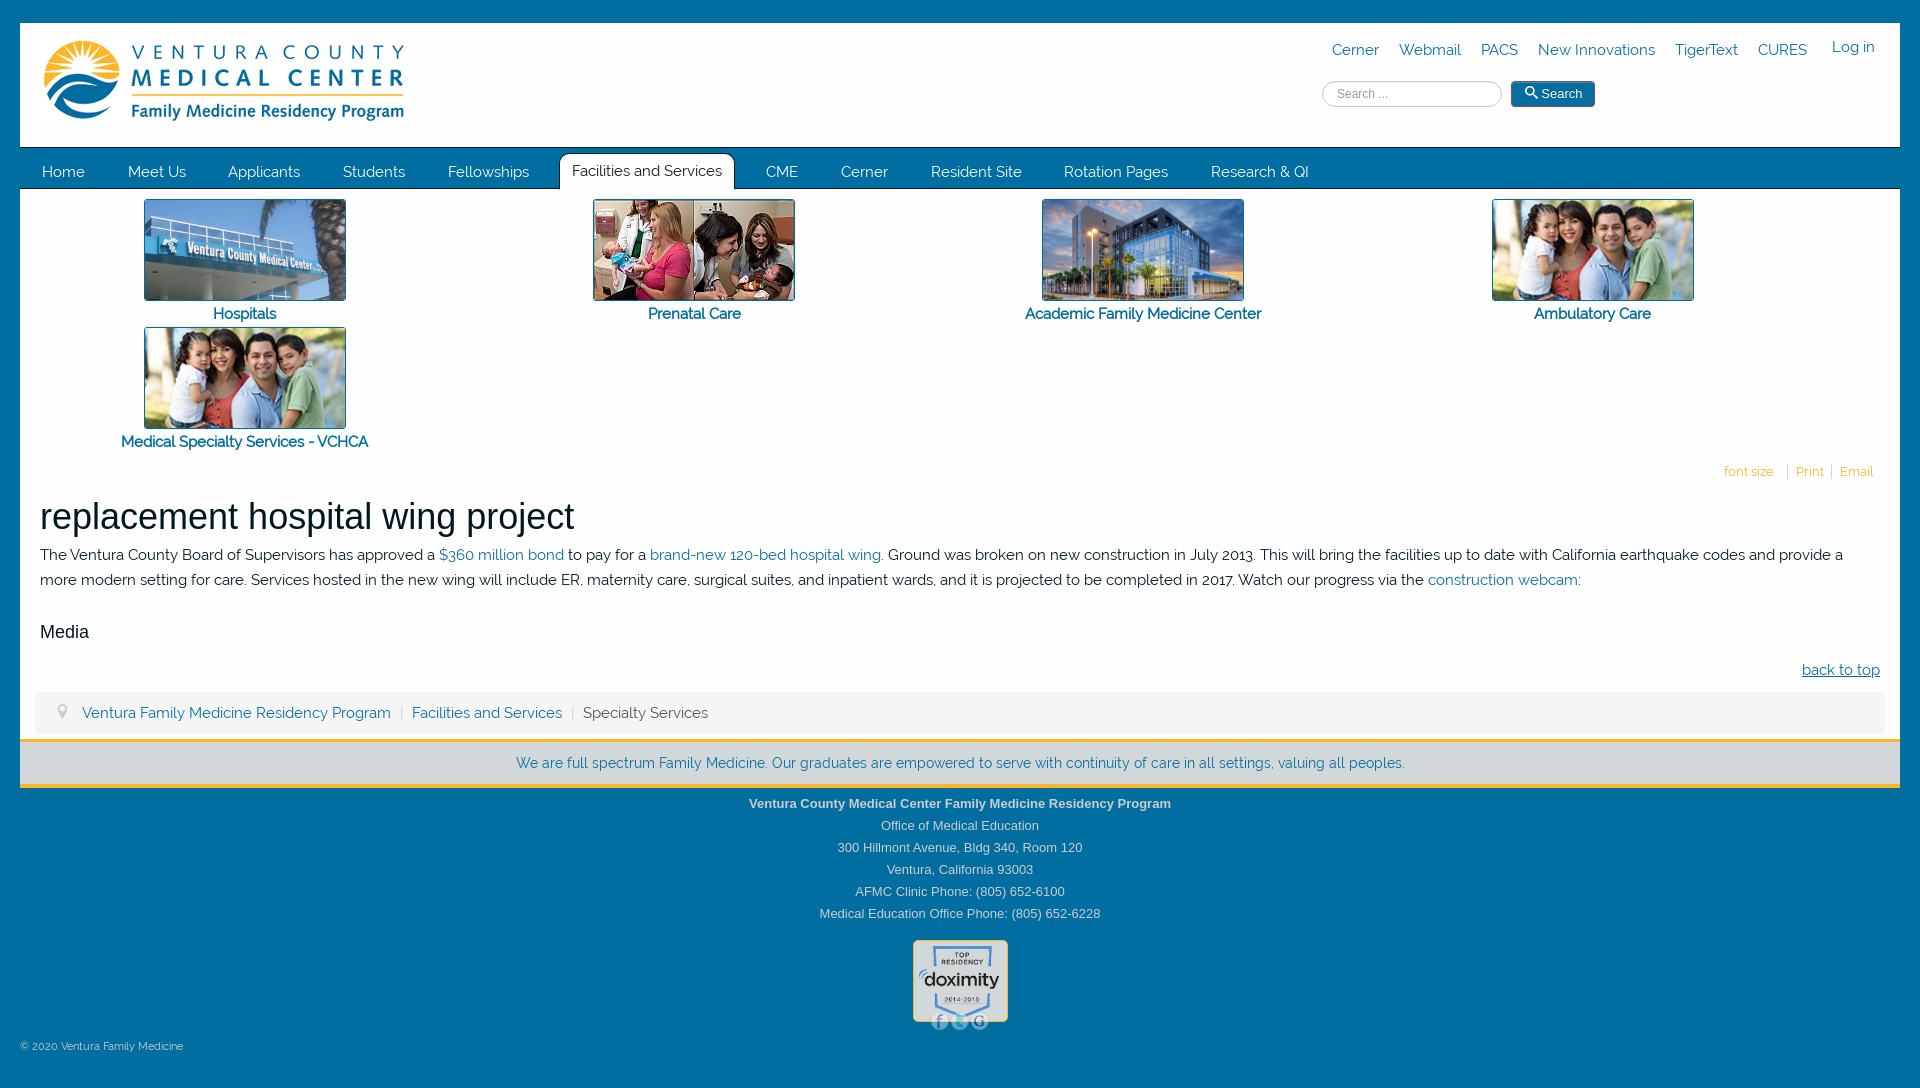 VENTURA COUNTY
MEDICAL CENTER
Family Medicine Residency Program
Cerner Webmail PACS New Innovations TigerText CURES Log in
Search ... Search
Home Meet Us Applicants Students Fellowships Facilities and Services CME Cerner Resident Site Rotation Pages Research & QI
Ventura County Medical Center
Hospitals Prenatal Care Academic Family Medicine Center Ambulatory Care
Medical Specialty Services - VCHCA
font size Print Email
replacement hospital wing project
The Ventura County Board of Supervisors has approved a $360 million bond to pay for a brand-new 120-bed hospital wing. Ground was broken on new construction in July 2013. This will bring the facilities up to date with California earthquake codes and provide a
more modern setting for care. Services hosted in the new wing will include ER, maternity care, surgical suites, and inpatient wards, and it is projected to be completed in 2017. Watch our progress via the construction webcam:
Media
back to top
Ventura Family Medicine Residency Program | Facilities and Services | Specialty Services
We are full spectrum Family Medicine. Our graduates are empowered to serve with continuity of care in all settings, valuing all peoples.
Ventura County Medical Center Family Medicine Residency Program
Office of Medical Education
300 Hillmont Avenue, Bldg 340, Room 120
Ventura, California 93003
AFMC Clinic Phone: (805) 652-6100
Medical Education Office Phone: (805) 652-6228
TOP
RESIDENCY
doximity
2014-2015
f t G
© 2020 Ventura Family Medicine